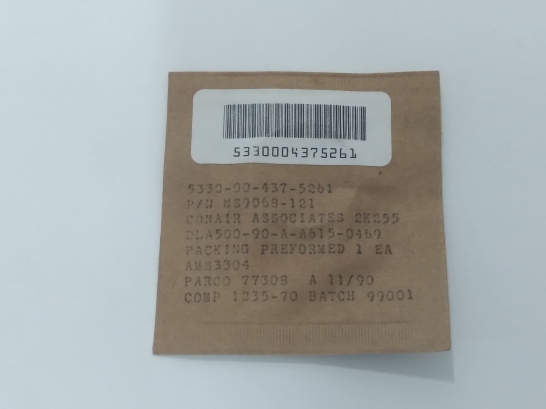 5330004375261
5330-00-437-5261
P/N MS9068-121
CONAIR ASSOCIATES 2K255
DLA500-90-A-A615-0469
PACKING PREFORMED 1 EA
AMS3304
PARCO 77308 A 11/90
COMP 1235-70 BATCH 99001